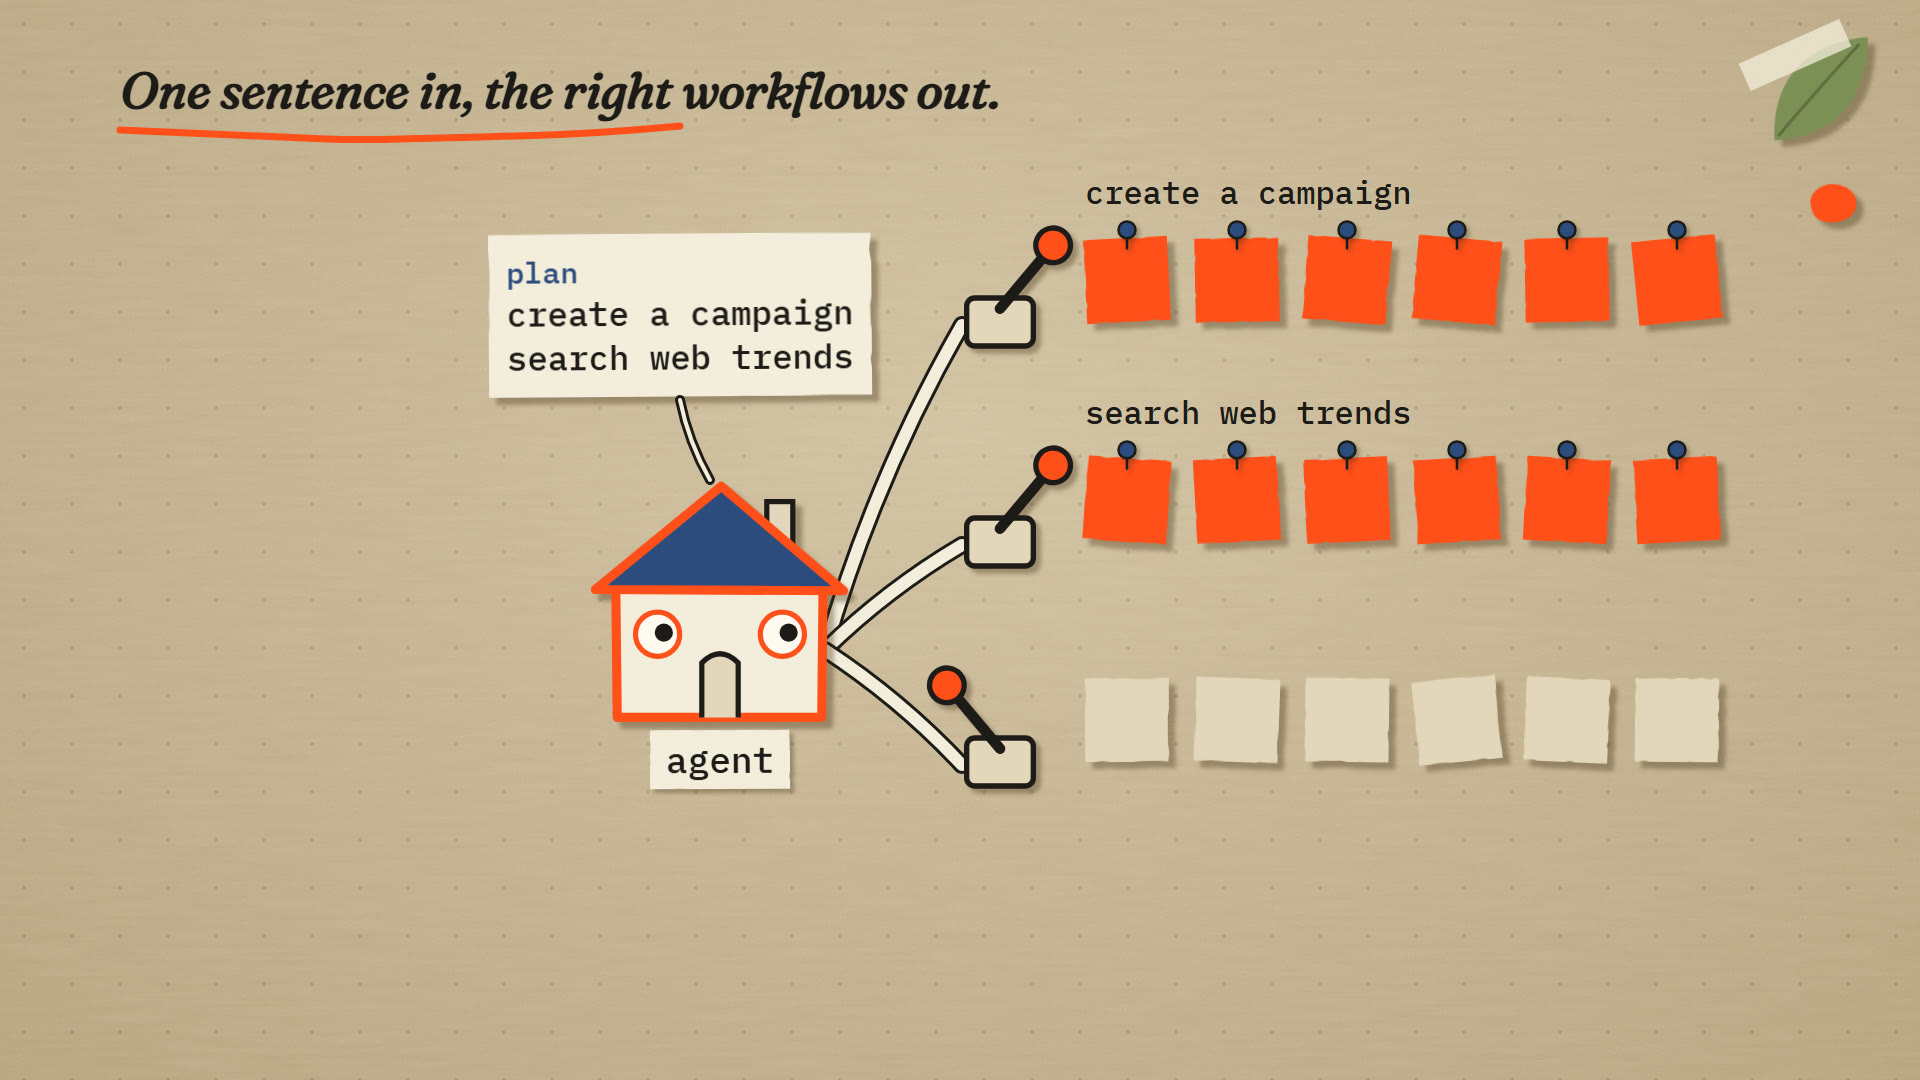 One sentence in, the right workflows out.
create a campaign
plan
create a campaign
search web trends
search web trends
agent